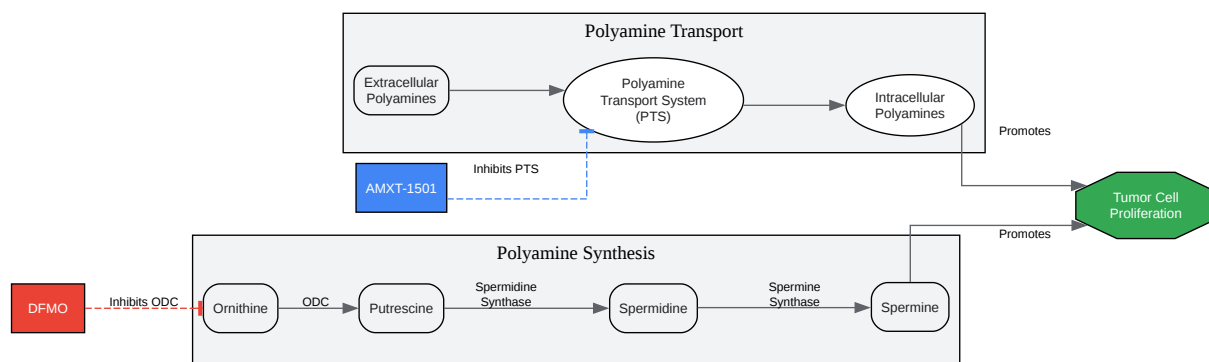 Polyamine Transport
Extracellular
Polyamines
Polyamine
Transport System
(PTS)
Intracellular
Polyamines
Promotes
Inhibits PTS
AMXT-1501
Tumor Cell
Proliferation
Promotes
Polyamine Synthesis
DFMO
Inhibits ODC
Ornithine
ODC
Putrescine
Spermidine
Synthase
Spermidine
Spermine
Synthase
Spermine